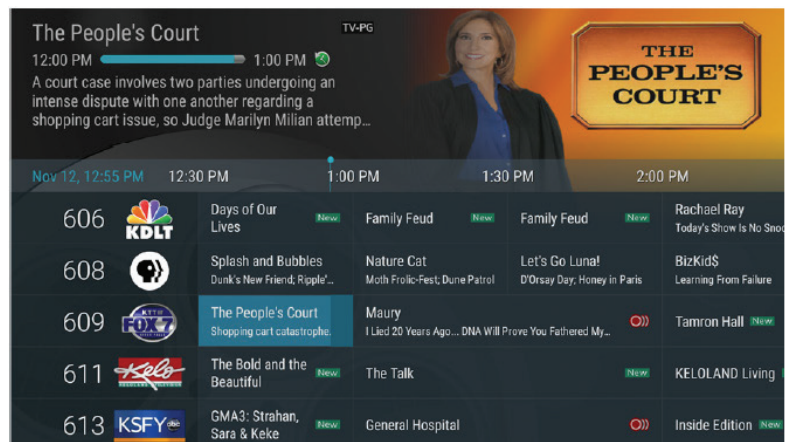 The People's Court
TV-PG
12:00 PM 1:00 PM
A court case involves two parties undergoing an
intense dispute with one another regarding a
shopping cart issue, so Judge Marilyn Milian attemp...
THE
PEOPLE'S
COURT
Nov 12, 12:55 PM 12:30 PM 1:00 PM 1:30 PM 2:00 PM
606 KDLT
Days of Our
Lives New
Family Feud New
Family Feud New
Rachael Ray
Today's Show Is No Snoo
608
Splash and Bubbles
Dunk's New Friend; Ripple'...
Nature Cat
Moth Frolic-Fest; Dune Patrol
Let's Go Luna!
D'Orsay Day; Honey in Paris
BizKid$
Learning From Failure
609 KTTW
FOX 7
The People's Court
Shopping cart catastrophe.
Maury
I Lied 20 Years Ago... DNA Will Prove You Fathered My...
Tamron Hall New
611 Kelo
The Bold and the
Beautiful New
The Talk New
KELOLAND Living
613 KSFY abc
GMA3: Strahan,
Sara & Keke New
General Hospital
Inside Edition New